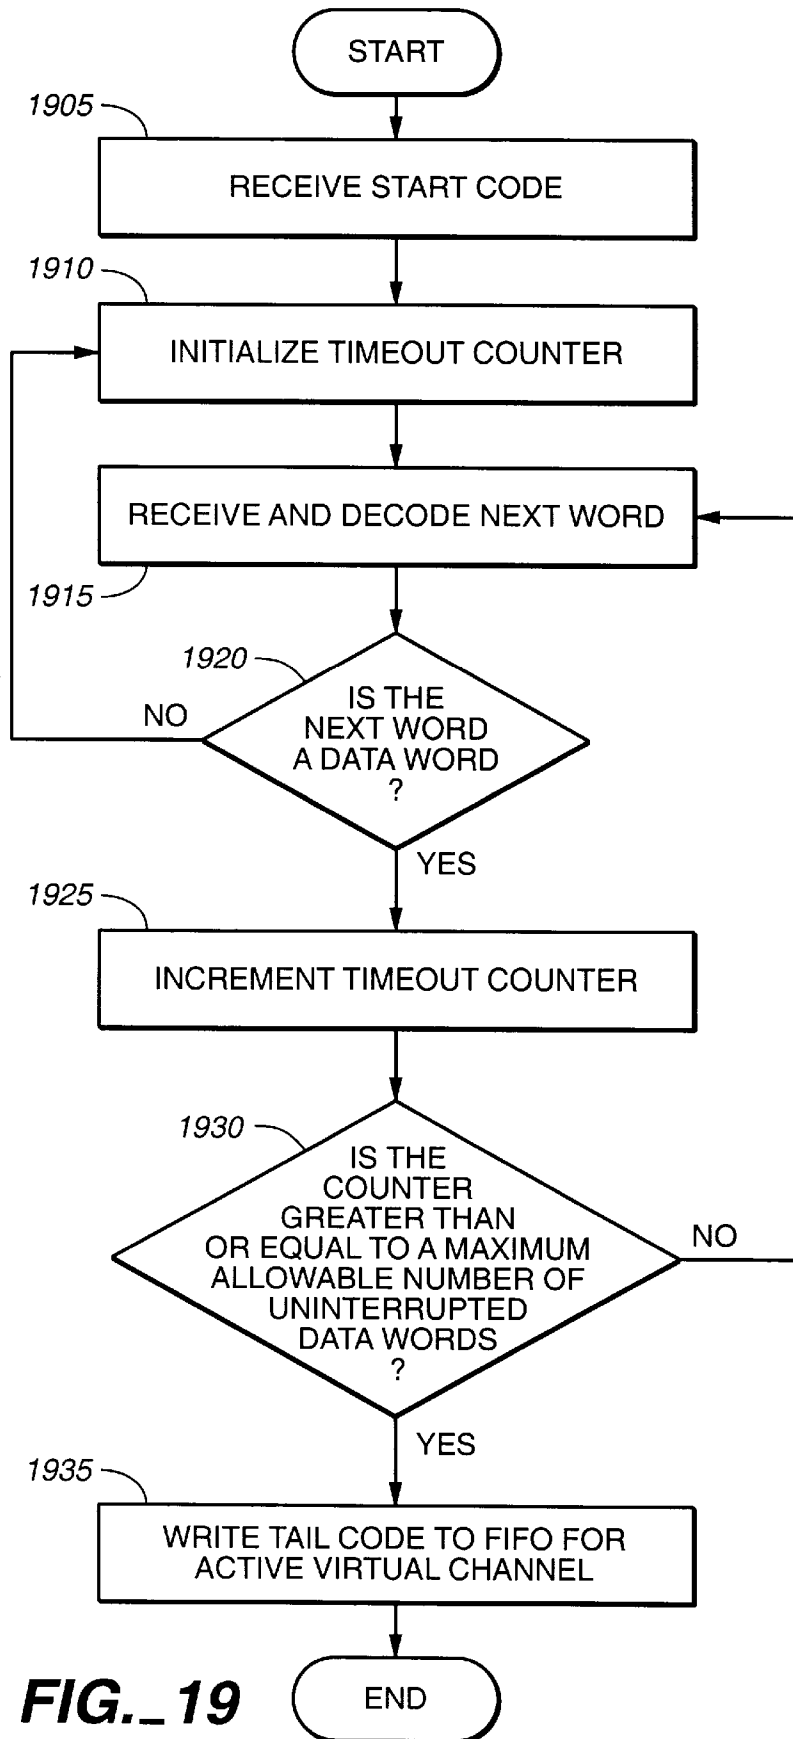 START
1905
RECEIVE START CODE
1910
INITIALIZE TIMEOUT COUNTER
RECEIVE AND DECODE NEXT WORD
1915
1920
IS THE
NEXT WORD
A DATA WORD
?
NO
YES
1925
INCREMENT TIMEOUT COUNTER
1930
IS THE
COUNTER
GREATER THAN
OR EQUAL TO A MAXIMUM
ALLOWABLE NUMBER OF
UNINTERRUPTED
DATA WORDS
?
NO
YES
1935
WRITE TAIL CODE TO FIFO FOR
ACTIVE VIRTUAL CHANNEL
END
FIG._19